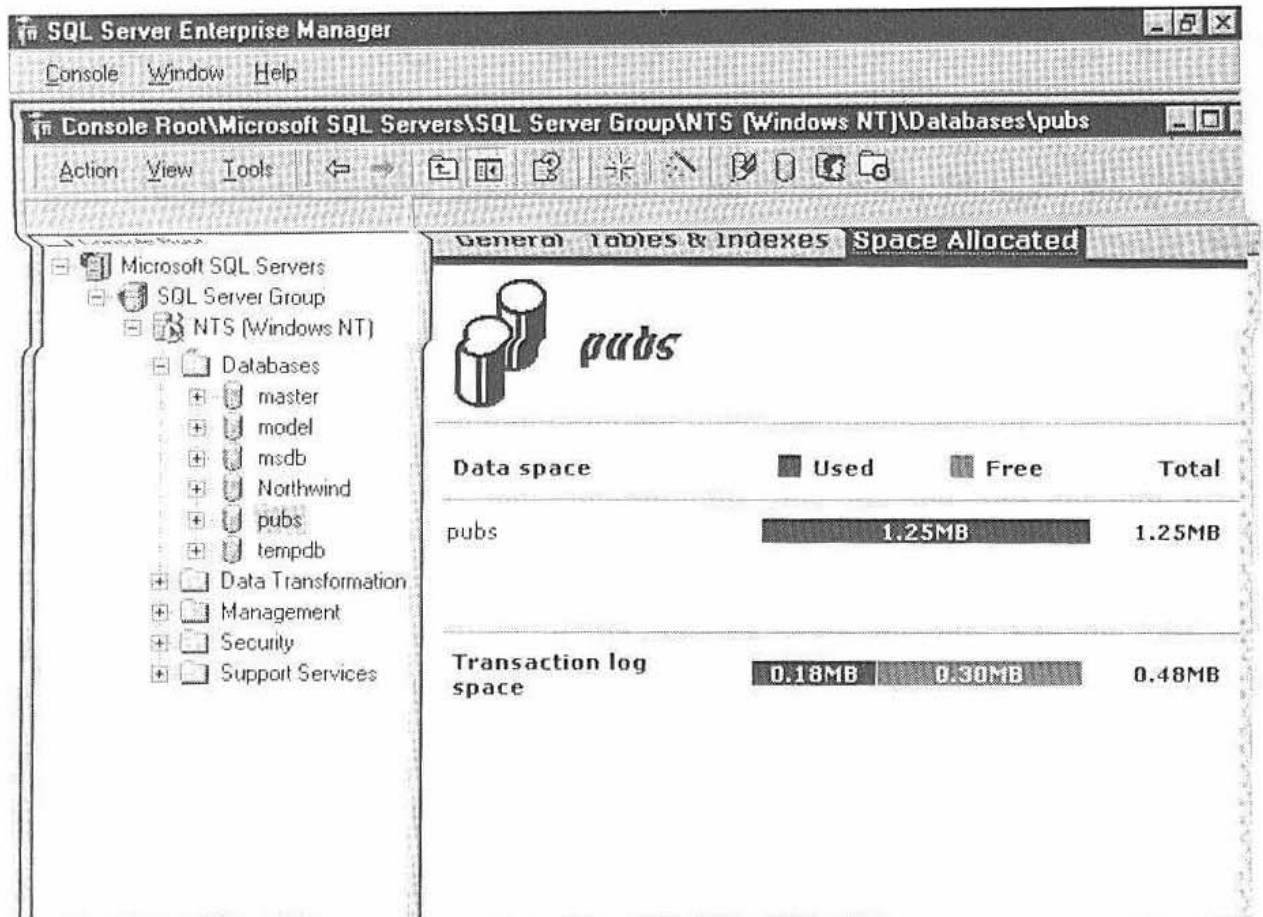 SQL Server Enterprise Manager
Console Window Help
Console Root\Microsoft SQL Servers\SQL Server Group\NTS (Windows NT)\Databases\pubs
Action View Tools
Console Root
Microsoft SQL Servers
SQL Server Group
NTS (Windows NT)
Databases
master
model
msdb
Northwind
pubs
tempdb
Data Transformation
Management
Security
Support Services
General Tables & Indexes Space Allocated
pubs
Data space Used Free Total
pubs 1.25MB 1.25MB
Transaction log
space 0.18MB 0.30MB 0.48MB